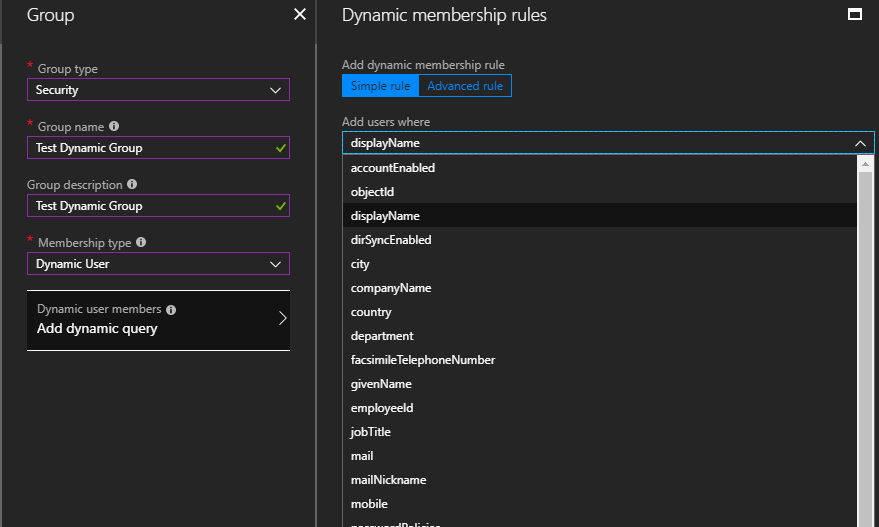 Group
* Group type
Security
* Group name
Test Dynamic Group
Group description
Test Dynamic Group
* Membership type
Dynamic User
Dynamic user members
Add dynamic query
Dynamic membership rules
Add dynamic membership rule
Simple rule Advanced rule
Add users where
displayName
accountEnabled
objectId
displayName
dirSyncEnabled
city
companyName
country
department
facsimileTelephoneNumber
givenName
employeeId
jobTitle
mail
mailNickname
mobile
passwordPolicies